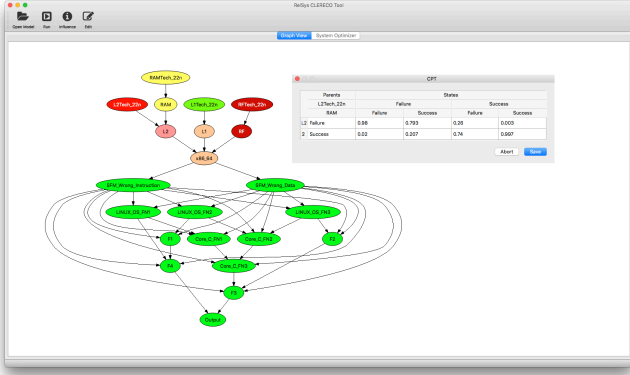 RelSys CLERECO Tool
Open Model Run Influence Edit
Graph View System Optimizer
RAMTech_22n
CPT
Parents States
L2Tech_22n Failure Success
RAM Failure Success Failure Success
L2 Failure 0.98 0.793 0.26 0.003
2 Success 0.02 0.207 0.74 0.997
Abort Save
L2Tech_22n RAM L1Tech_22n RFTech_22n
L2 L1 RF
x86_64
SFM_Wrong_Instruction SFM_Wrong_Data
LINUX_OS_FN1 LINUX_OS_FN2 LINUX_OS_FN3
F1 Core_C_FN1 Core_C_FN2 F2
F4 Core_C_FN3
F3
Output